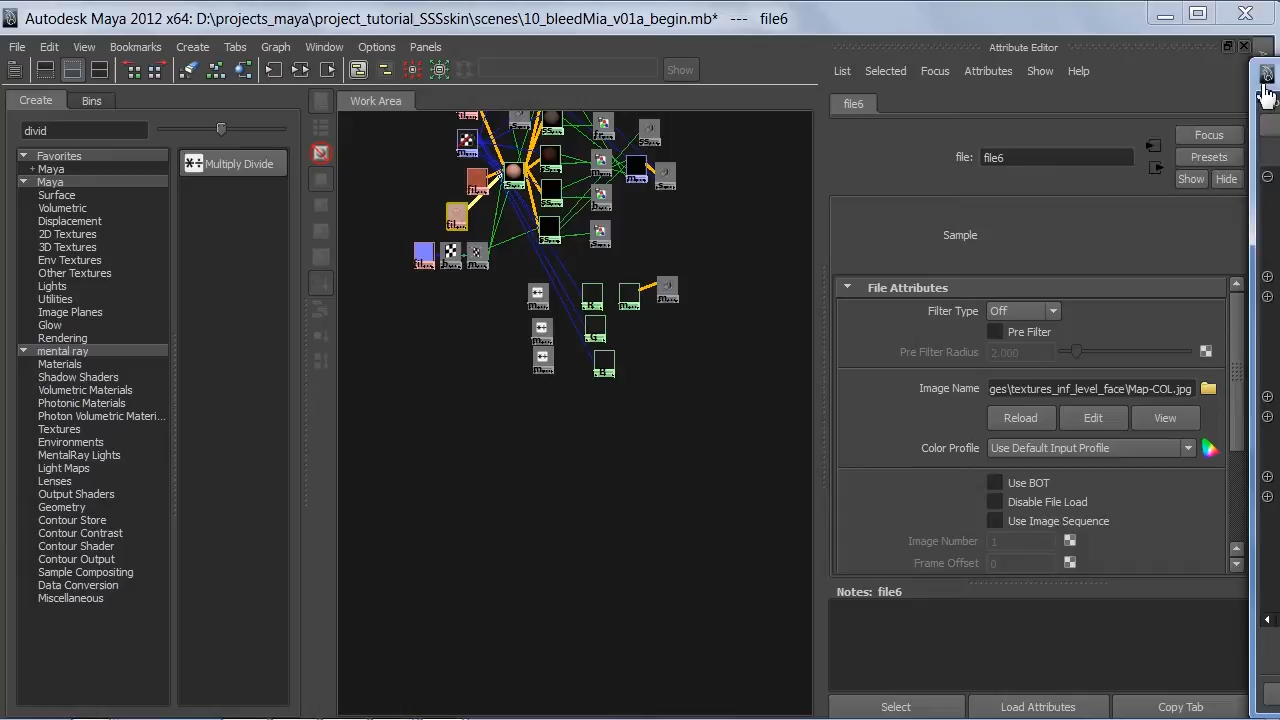 Autodesk Maya 2012 x64: D:\projects_maya\project_tutorial_SSSskin\scenes\10_bleedMia_v01a_begin.mb* --- file6
File Edit View Bookmarks Create Tabs Graph Window Options Panels
Attribute Editor
List Selected Focus Attributes Show Help
Show
Create Bins
Work Area
file6
divid
Favorites
Maya
Maya
Surface
Volumetric
Displacement
2D Textures
3D Textures
Env Textures
Other Textures
Lights
Utilities
Image Planes
Glow
Rendering
mental ray
Materials
Shadow Shaders
Volumetric Materials
Photonic Materials
Photon Volumetric Materi...
Textures
Environments
MentalRay Lights
Light Maps
Lenses
Output Shaders
Geometry
Contour Store
Contour Contrast
Contour Shader
Contour Output
Sample Compositing
Data Conversion
Miscellaneous
Multiply Divide
file: file6
Focus
Presets
Show Hide
Sample
File Attributes
Filter Type Off
Pre Filter
Pre Filter Radius 2.000
Image Name ges\textures_inf_level_face\Map-COL.jpg
Reload Edit View
Color Profile Use Default Input Profile
Use BOT
Disable File Load
Use Image Sequence
Image Number 1
Frame Offset 0
Notes: file6
Select Load Attributes Copy Tab